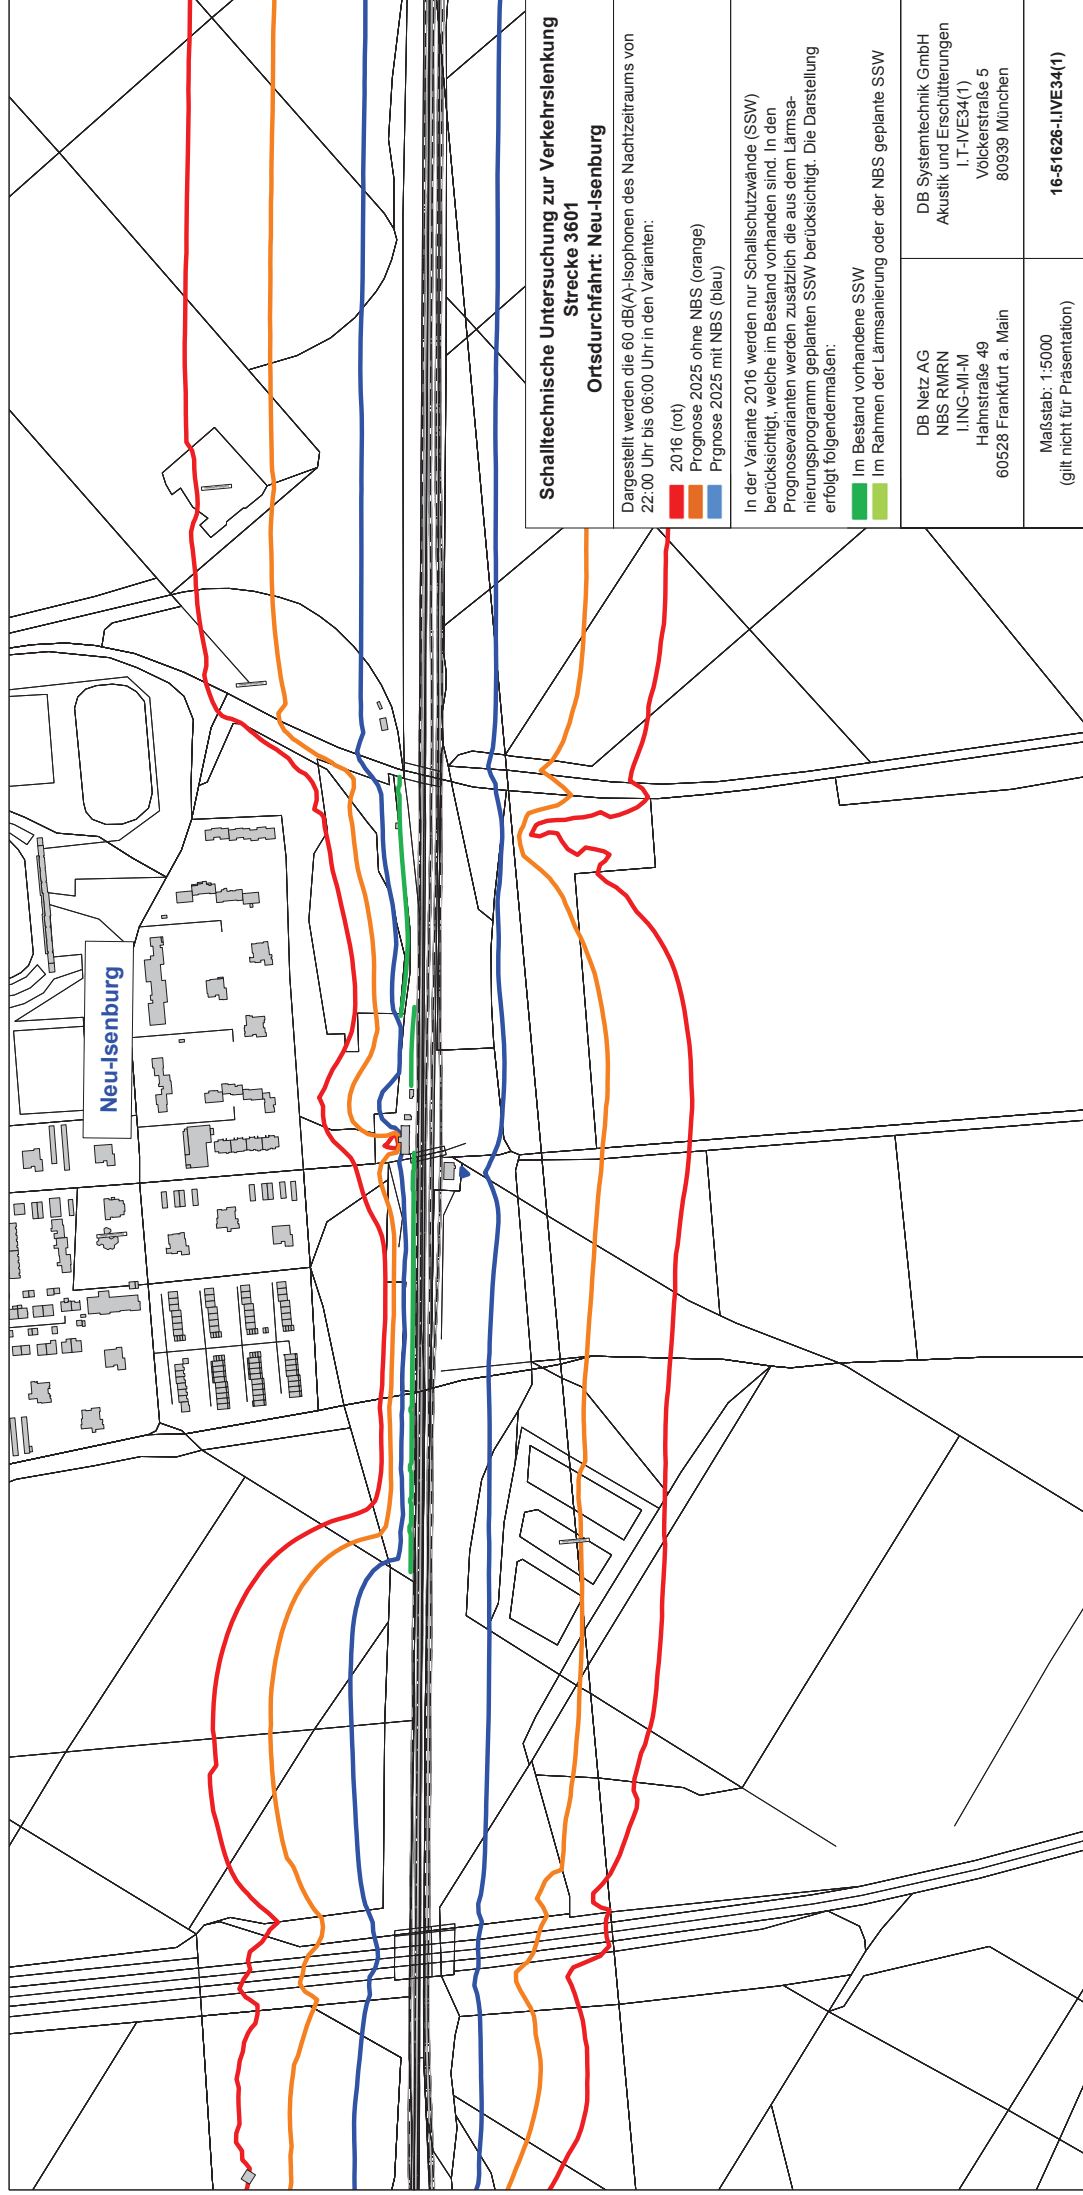 Neu-Isenburg
Schalltechnische Untersuchung zur Verkehrslenkung
Strecke 3601
Ortsdurchfahrt: Neu-Isenburg
Dargestellt werden die 60 dB(A)-Isophonen des Nachtzeitraums von
22:00 Uhr bis 06:00 Uhr in den Varianten:
2016 (rot)
Prognose 2025 ohne NBS (orange)
Prgnose 2025 mit NBS (blau)
In der Variante 2016 werden nur Schallschutzwände (SSW)
berücksichtigt, welche im Bestand vorhanden sind. In den
Prognosevarianten werden zusätzlich die aus dem Lärmsa-
nierungsprogramm geplanten SSW berücksichtigt. Die Darstellung
erfolgt folgendermaßen:
Im Bestand vorhandene SSW
Im Rahmen der Lärmsanierung oder der NBS geplante SSW
DB Netz AG
NBS RMRN
I.ING-MI-M
Hahnstraße 49
60528 Frankfurt a. Main
DB Systemtechnik GmbH
Akustik und Erschütterungen
I.T-IVE34(1)
Völckerstraße 5
80939 München
Maßstab: 1:5000
(gilt nicht für Präsentation)
16-51626-I.IVE34(1)